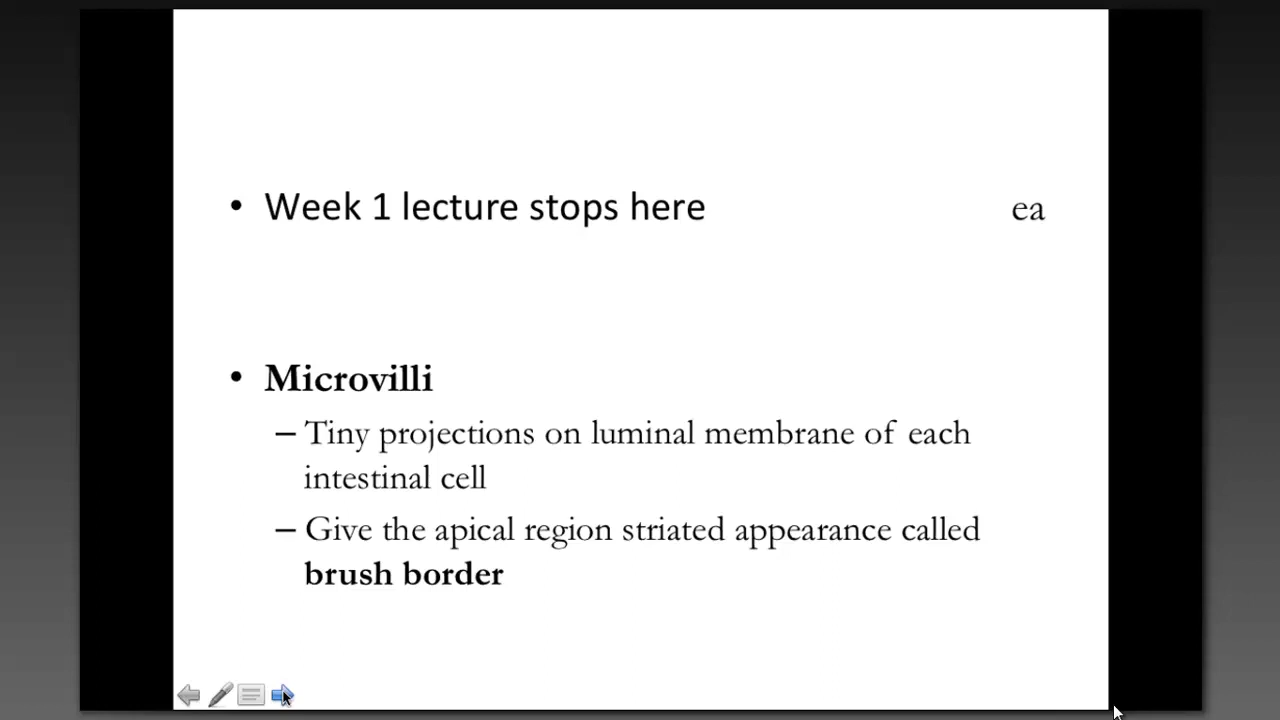 • Week 1 lecture stops here ea
• Microvilli
– Tiny projections on luminal membrane of each
intestinal cell
– Give the apical region striated appearance called
brush border